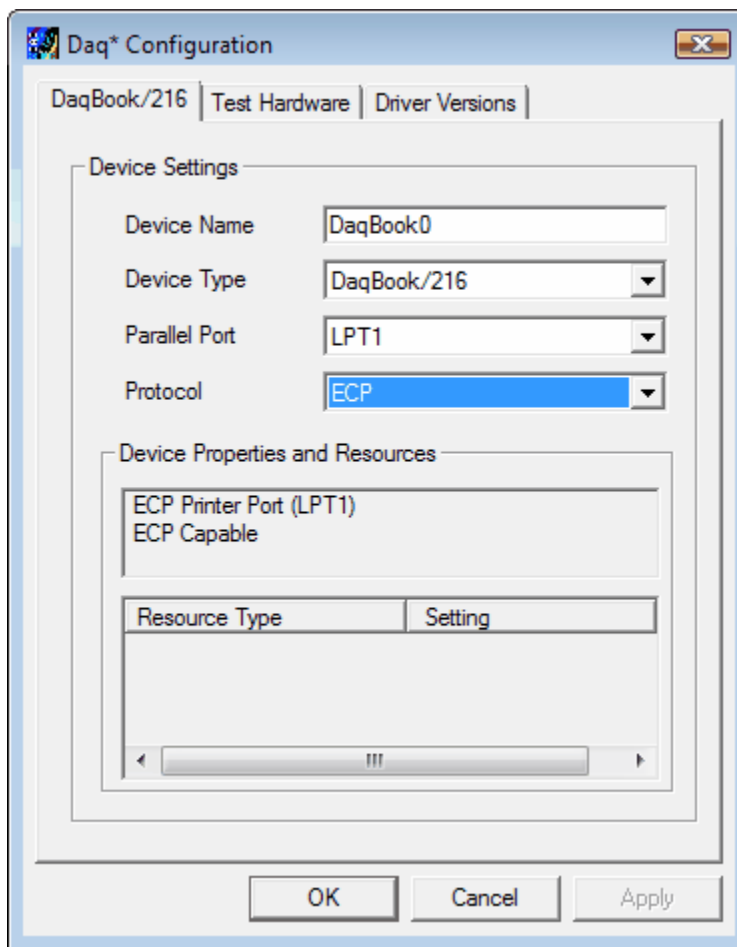 Daq* Configuration
DaqBook/216 Test Hardware Driver Versions
Device Settings
Device Name DaqBook0
Device Type DaqBook/216
Parallel Port LPT1
Protocol ECP
Device Properties and Resources
ECP Printer Port (LPT1)
ECP Capable
Resource Type Setting
OK Cancel Apply